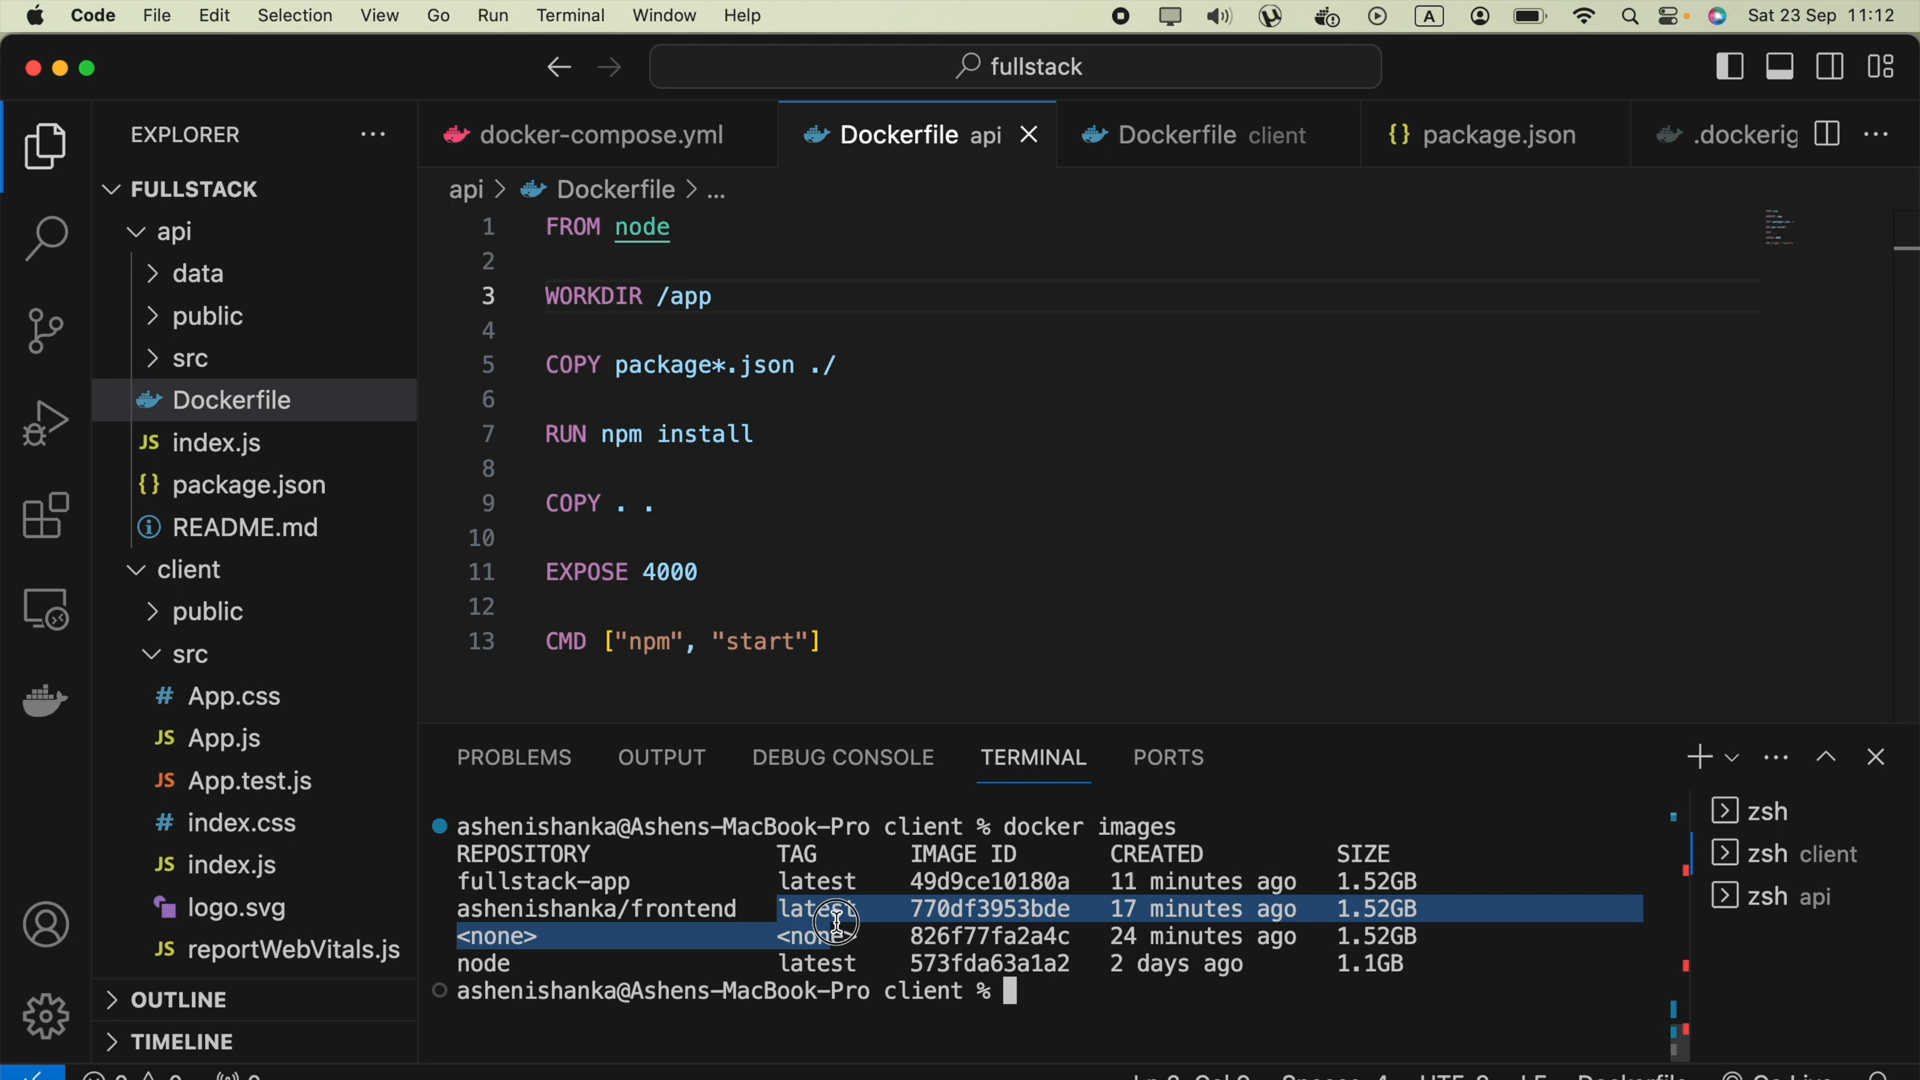 Code File Edit Selection View Go Run Terminal Window Help A Sat 23 Sep 11:12
fullstack
EXPLORER
docker-compose.yml Dockerfile api Dockerfile client {} package.json .dockerig
FULLSTACK
api
data
public
src
Dockerfile
JS index.js
{} package.json
README.md
client
public
src
# App.css
JS App.js
JS App.test.js
# index.css
JS index.js
logo.svg
JS reportWebVitals.js
OUTLINE
TIMELINE
api > Dockerfile > ...
1 FROM node
2
3 WORKDIR /app
4
5 COPY package*.json ./
6
7 RUN npm install
8
9 COPY . .
10
11 EXPOSE 4000
12
13 CMD ["npm", "start"]
PROBLEMS OUTPUT DEBUG CONSOLE TERMINAL PORTS
ashenishanka@Ashens-MacBook-Pro client % docker images
REPOSITORY TAG IMAGE ID CREATED SIZE
fullstack-app latest 49d9ce10180a 11 minutes ago 1.52GB
ashenishanka/frontend latest 770df3953bde 17 minutes ago 1.52GB
<none> <none> 826f77fa2a4c 24 minutes ago 1.52GB
node latest 573fda63a1a2 2 days ago 1.1GB
ashenishanka@Ashens-MacBook-Pro client %
zsh
zsh client
zsh api